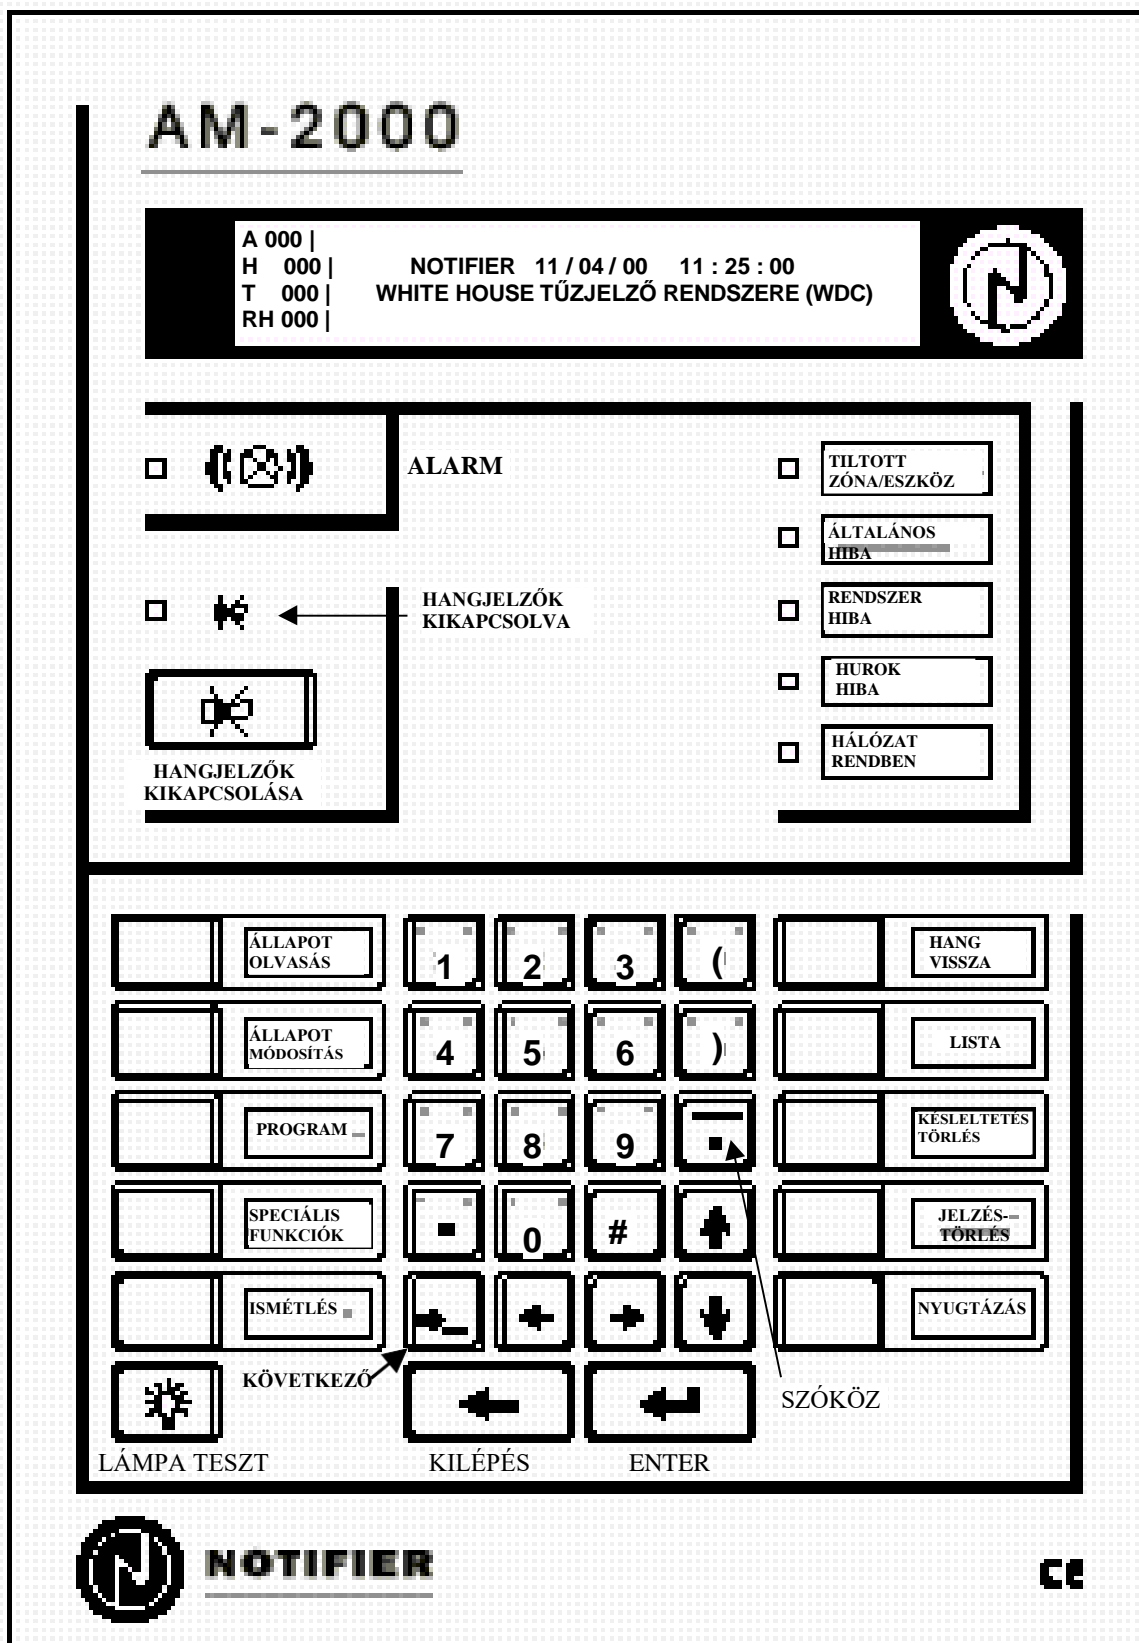 AM-2000
A 000 |
H 000 | NOTIFIER 11 / 04 / 00 11 : 25 : 00
T 000 | WHITE HOUSE TŰZJELZŐ RENDSZERE (WDC)
RH 000 |
ALARM
TILTOTT
ZÓNA/ESZKÖZ
ÁLTALÁNOS
HIBA
HANGJELZŐK
KIKAPCSOLVA
RENDSZER
HIBA
HUROK
HIBA
HANGJELZŐK
KIKAPCSOLÁSA
HÁLÓZAT
RENDBEN
ÁLLAPOT
OLVASÁS
1 2 3 (
HANG
VISSZA
ÁLLAPOT
MÓDOSÍTÁS
4 5 6 )
LISTA
PROGRAM
7 8 9
KÉSLELTETÉS
TÖRLÉS
SPECIÁLIS
FUNKCIÓK
0 #
JELZÉS-
TÖRLÉS
ISMÉTLÉS
NYUGTÁZÁS
KÖVETKEZŐ
SZÓKÖZ
LÁMPA TESZT KILÉPÉS ENTER
NOTIFIER
CE